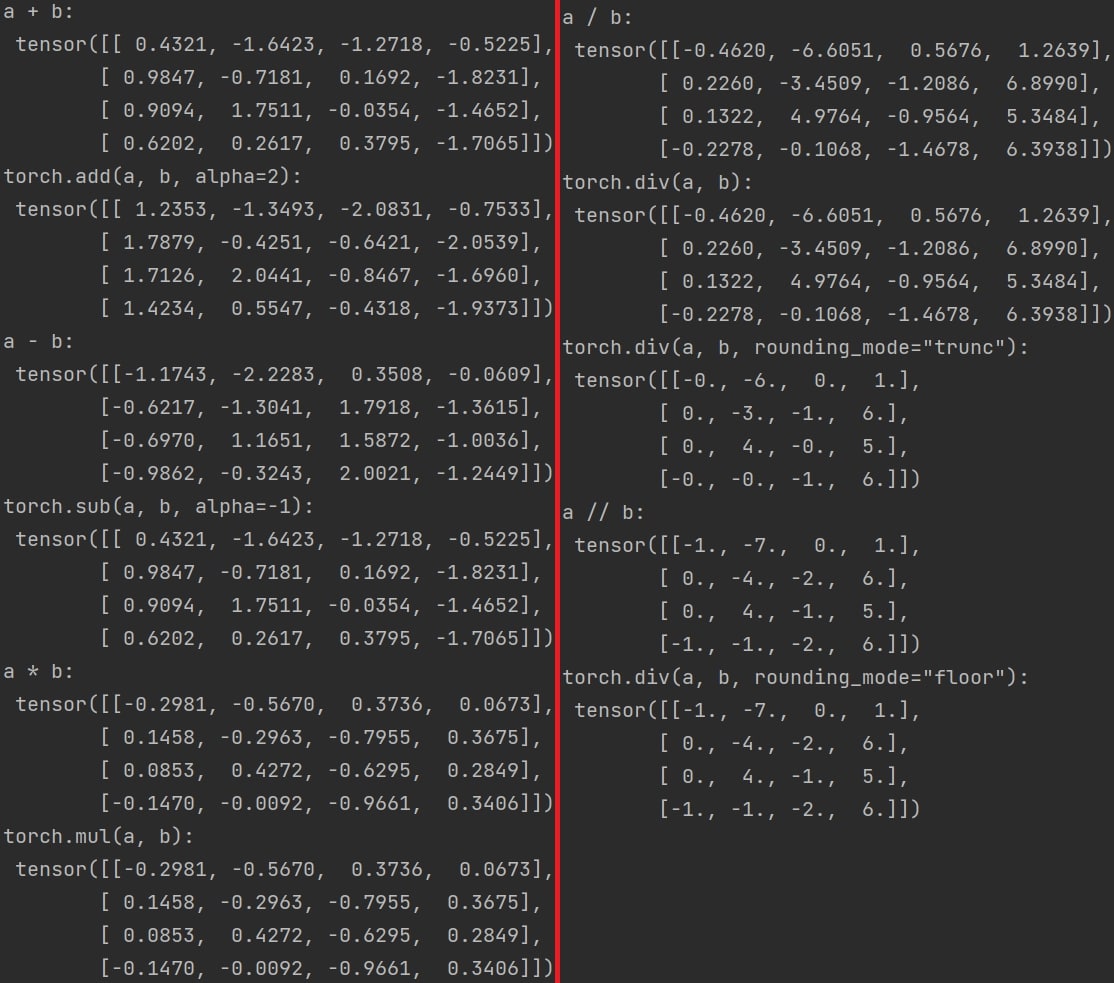 a + b:
 tensor([[ 0.4321, -1.6423, -1.2718, -0.5225],
        [ 0.9847, -0.7181,  0.1692, -1.8231],
        [ 0.9094,  1.7511, -0.0354, -1.4652],
        [ 0.6202,  0.2617,  0.3795, -1.7065]])
torch.add(a, b, alpha=2):
 tensor([[ 1.2353, -1.3493, -2.0831, -0.7533],
        [ 1.7879, -0.4251, -0.6421, -2.0539],
        [ 1.7126,  2.0441, -0.8467, -1.6960],
        [ 1.4234,  0.5547, -0.4318, -1.9373]])
a - b:
 tensor([[-1.1743, -2.2283,  0.3508, -0.0609],
        [-0.6217, -1.3041,  1.7918, -1.3615],
        [-0.6970,  1.1651,  1.5872, -1.0036],
        [-0.9862, -0.3243,  2.0021, -1.2449]])
torch.sub(a, b, alpha=-1):
 tensor([[ 0.4321, -1.6423, -1.2718, -0.5225],
        [ 0.9847, -0.7181,  0.1692, -1.8231],
        [ 0.9094,  1.7511, -0.0354, -1.4652],
        [ 0.6202,  0.2617,  0.3795, -1.7065]])
a * b:
 tensor([[-0.2981, -0.5670,  0.3736,  0.0673],
        [ 0.1458, -0.2963, -0.7955,  0.3675],
        [ 0.0853,  0.4272, -0.6295,  0.2849],
        [-0.1470, -0.0092, -0.9661,  0.3406]])
torch.mul(a, b):
 tensor([[-0.2981, -0.5670,  0.3736,  0.0673],
        [ 0.1458, -0.2963, -0.7955,  0.3675],
        [ 0.0853,  0.4272, -0.6295,  0.2849],
        [-0.1470, -0.0092, -0.9661,  0.3406]])
a / b:
 tensor([[-0.4620, -6.6051,  0.5676,  1.2639],
        [ 0.2260, -3.4509, -1.2086,  6.8990],
        [ 0.1322,  4.9764, -0.9564,  5.3484],
        [-0.2278, -0.1068, -1.4678,  6.3938]])
torch.div(a, b):
 tensor([[-0.4620, -6.6051,  0.5676,  1.2639],
        [ 0.2260, -3.4509, -1.2086,  6.8990],
        [ 0.1322,  4.9764, -0.9564,  5.3484],
        [-0.2278, -0.1068, -1.4678,  6.3938]])
torch.div(a, b, rounding_mode="trunc"):
 tensor([[-0., -6.,  0.,  1.],
        [ 0., -3., -1.,  6.],
        [ 0.,  4., -0.,  5.],
        [-0., -0., -1.,  6.]])
a // b:
 tensor([[-1., -7.,  0.,  1.],
        [ 0., -4., -2.,  6.],
        [ 0.,  4., -1.,  5.],
        [-1., -1., -2.,  6.]])
torch.div(a, b, rounding_mode="floor"):
 tensor([[-1., -7.,  0.,  1.],
        [ 0., -4., -2.,  6.],
        [ 0.,  4., -1.,  5.],
        [-1., -1., -2.,  6.]])